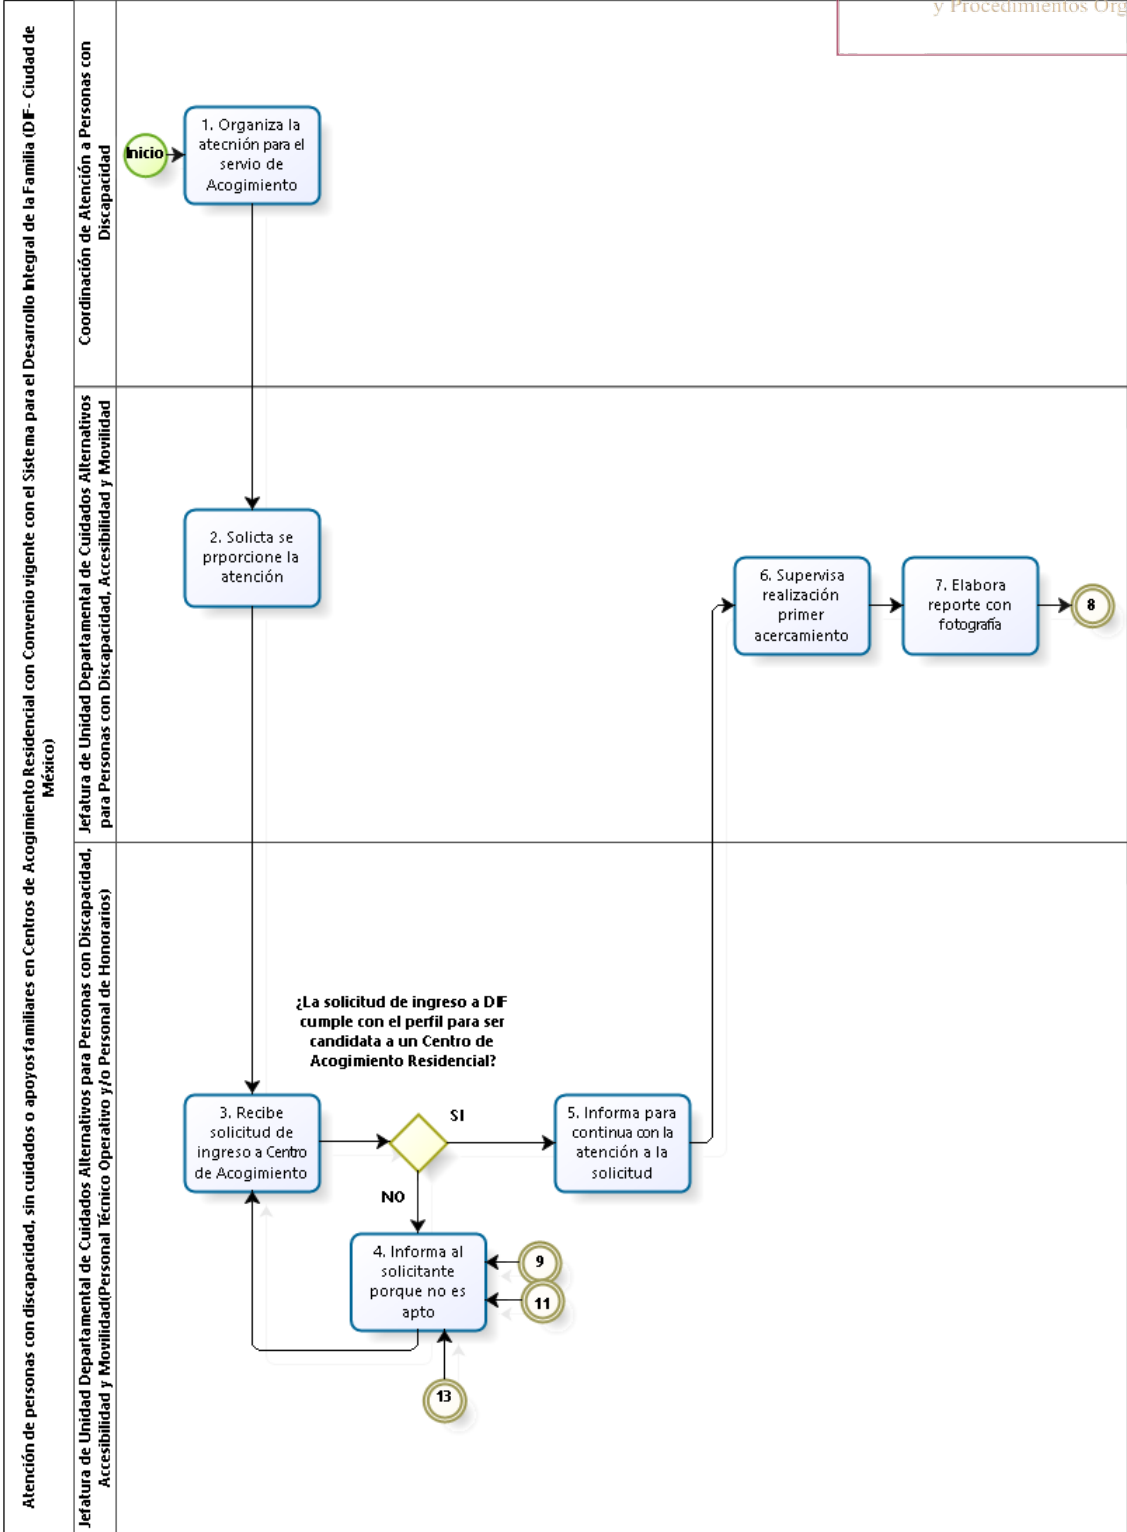 y Procedimientos Org
Atención de personas con discapacidad, sin cuidados o apoyos familiares en Centros de Acogimiento Residencial con Convenio vigente con el Sistema para el Desarrollo Integral de la Familia (DIF- Ciudad de
México)
Coordinación de Atención a Personas con
Discapacidad
Inicio
1. Organiza la
atecnión para el
servio de
Acogimiento
Jefatura de Unidad Departamental de Cuidados Alternativos
para Personas con Discapacidad, Accesibilidad y Movilidad
2. Solicta se
prporcione la
atención
6. Supervisa
realización
primer
acercamiento
7. Elabora
reporte con
fotografía
8
Jefatura de Unidad Departamental de Cuidados Alternativos para Personas con Discapacidad,
Accesibilidad y Movilidad(Personal Técnico Operativo y/o Personal de Honorarios)
¿La solicitud de ingreso a DIF
cumple con el perfil para ser
candidata a un Centro de
Acogimiento Residencial?
3. Recibe
solicitud de
ingreso a Centro
de Acogimiento
SI
5. Informa para
continua con la
atención a la
solicitud
NO
4. Informa al
solicitante
porque no es
apto
9
11
13